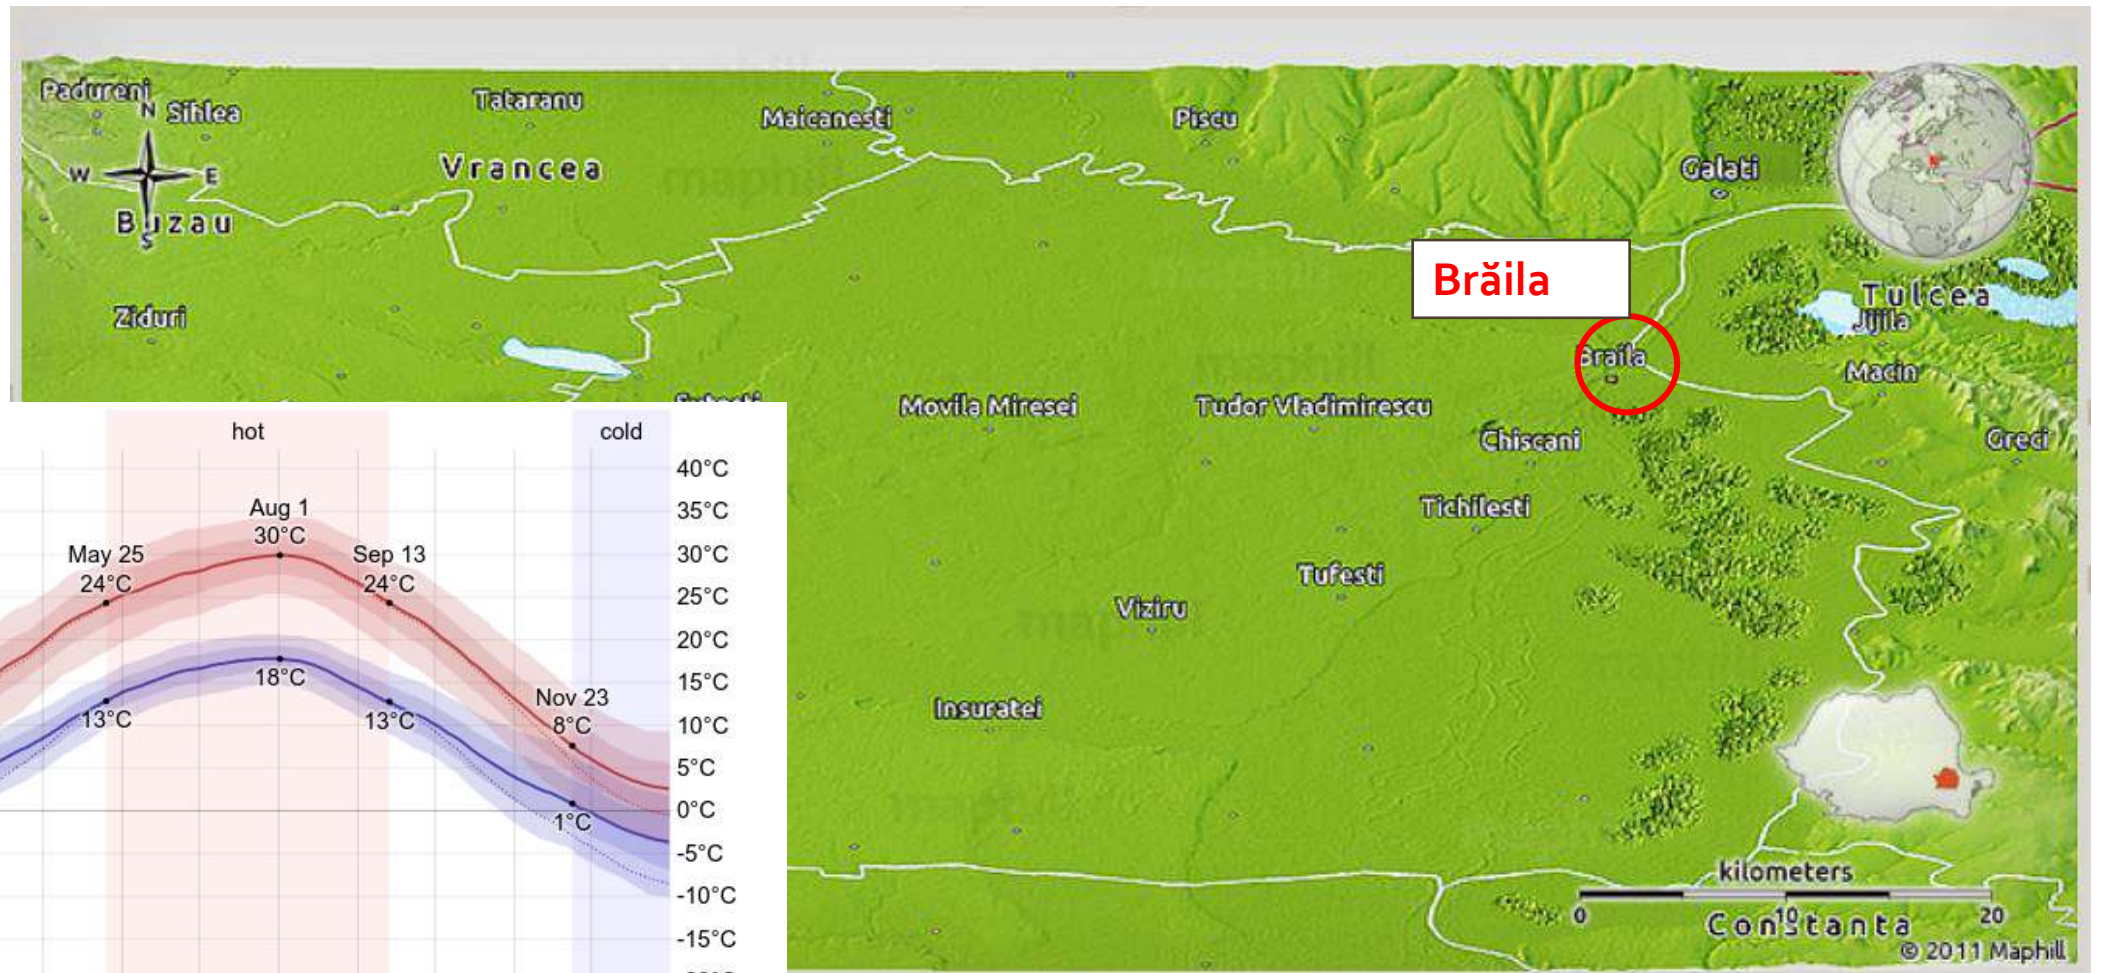 Padureni
N
Sihlea
Tataranu
Maicanesti
Piscu
Vrancea
Galati
W
E
Buzau
S
maphill
Brăila
Tulcea
Jijila
Ziduri
Braila
Macin
Movila Miresei
Tudor Vladimirescu
Chiscani
Greci
Tichilesti
Tufesti
Viziru
Insuratei
hot
cold
40°C
35°C
30°C
25°C
20°C
15°C
10°C
5°C
0°C
-5°C
-10°C
-15°C
Aug 1
30°C
May 25
24°C
Sep 13
24°C
18°C
13°C
13°C
Nov 23
8°C
1°C
kilometers
0 10 20
Constanta
© 2011 Maphill